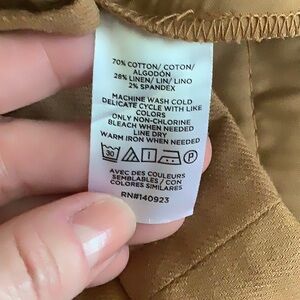 70% COTTON/ COTTON/
ALGODÓN
28% LINEN/ LIN/ LINO
2% SPANDEX
MACHINE WASH COLD
DELICATE CYCLE WITH LIKE
COLORS
ONLY NON-CHLORINE
BLEACH WHEN NEEDED
LINE DRY
WARM IRON WHEN NEEDED
30 P
AVEC DES COULEURS
SEMBLABLES / CON
COLORES SIMILARES
RN#140923